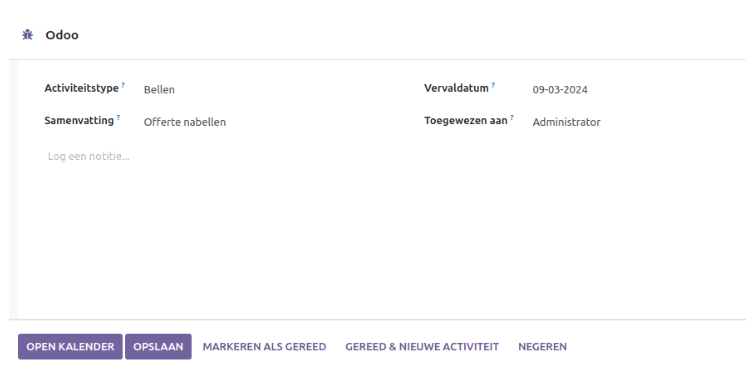 Odoo
Activiteitstype ? Bellen Vervaldatum ? 09-03-2024
Samenvatting ? Offerte nabellen Toegewezen aan ? Administrator
Log een notitie...
OPEN KALENDER OPSLAAN MARKEREN ALS GEREED GEREED & NIEUWE ACTIVITEIT NEGEREN